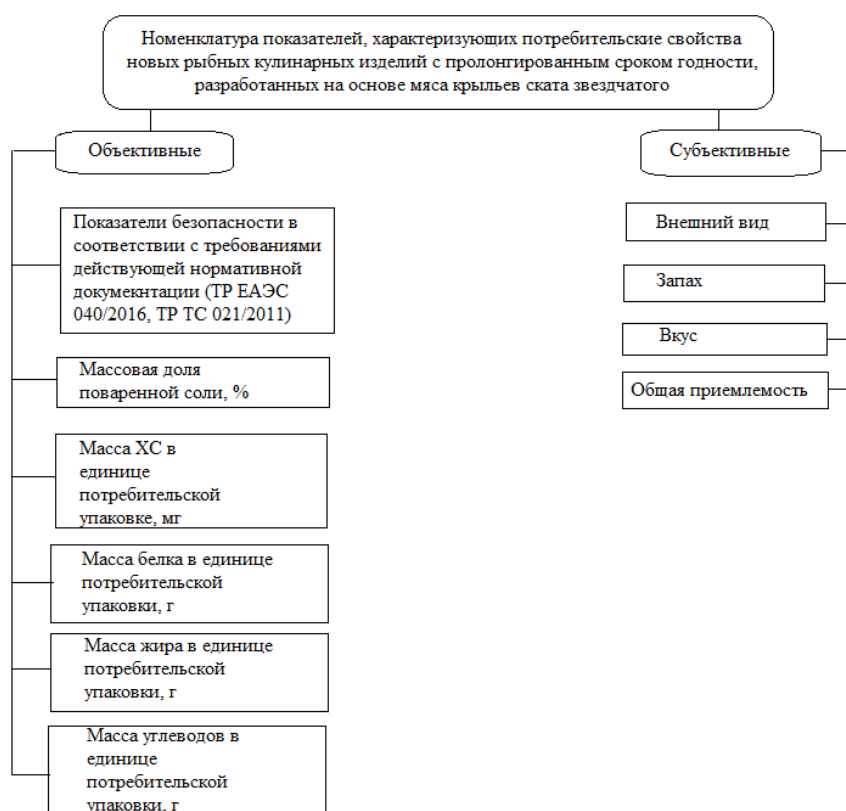 Номенклатура показателей, характеризующих потребительские свойства
новых рыбных кулинарных изделий с пролонгированным сроком годности,
разработанных на основе мяса крыльев ската звездчатого
Объективные
Субъективные
Показатели безопасности в
соответствии с требованиями
действующей нормативной
докумекнтации (ТР ЕАЭС
040/2016, ТР ТС 021/2011)
Массовая доля
поваренной соли, %
Масса ХС в
единице
потребительской
упаковке, мг
Масса белка в единице
потребительской
упаковки, г
Масса жира в единице
потребительской
упаковки, г
Масса углеводов в
единице
потребительской
упаковки, г
Внешний вид
Запах
Вкус
Общая приемлемость